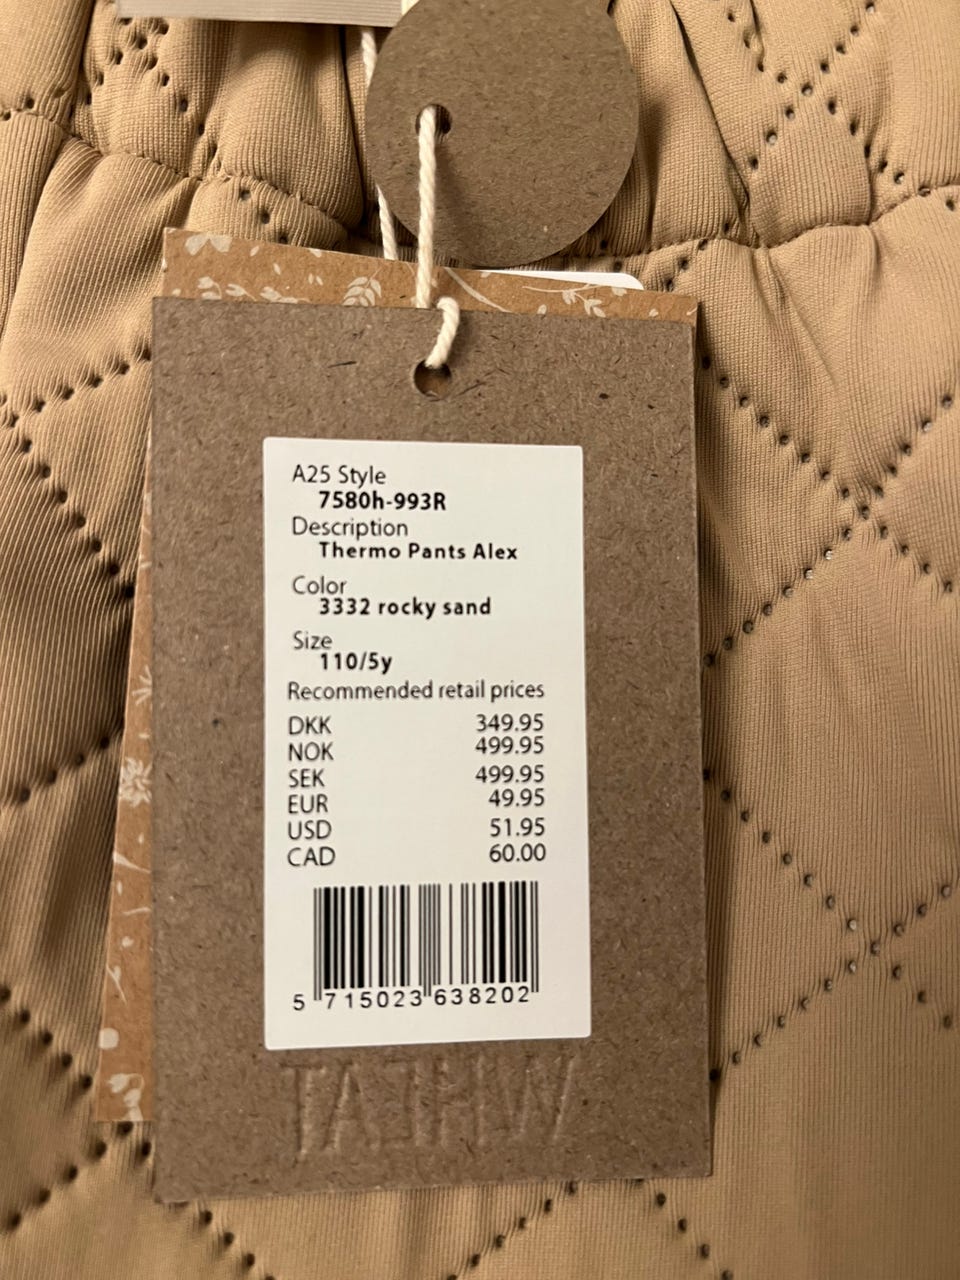 A25 Style
7580h-993R
Description
Thermo Pants Alex
Color
3332 rocky sand
Size
110/5y
Recommended retail prices
DKK 349.95
NOK 499.95
SEK 499.95
EUR 49.95
USD 51.95
CAD 60.00
5 715023 638202
WHEAT